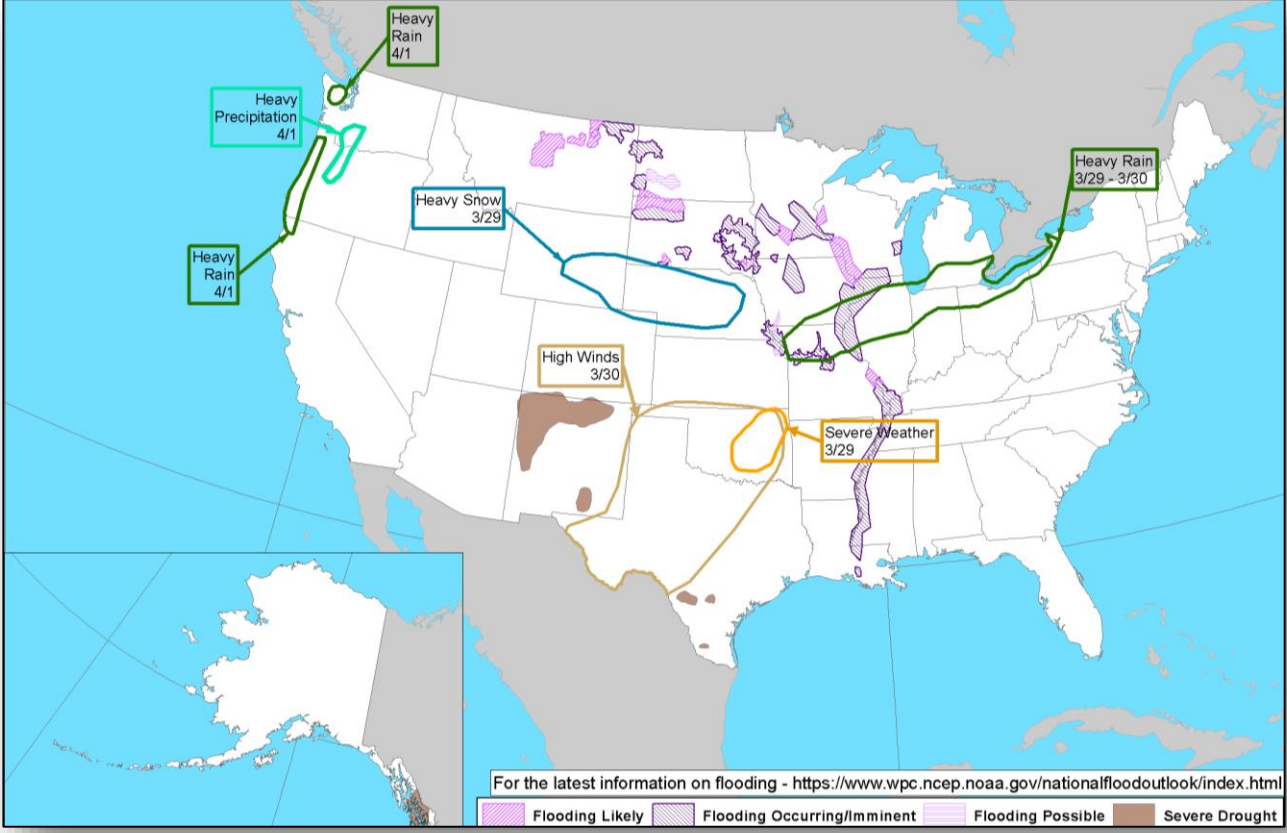 Heavy
Rain
4/1
Heavy
Precipitation
4/1
Heavy Rain
3/29 - 3/30
Heavy Snow
3/29
Heavy
Rain
4/1
High Winds
3/30
Severe Weather
3/29
For the latest information on flooding - https://www.wpc.ncep.noaa.gov/nationalfloodoutlook/index.html
Flooding Likely Flooding Occurring/Imminent Flooding Possible Severe Drought